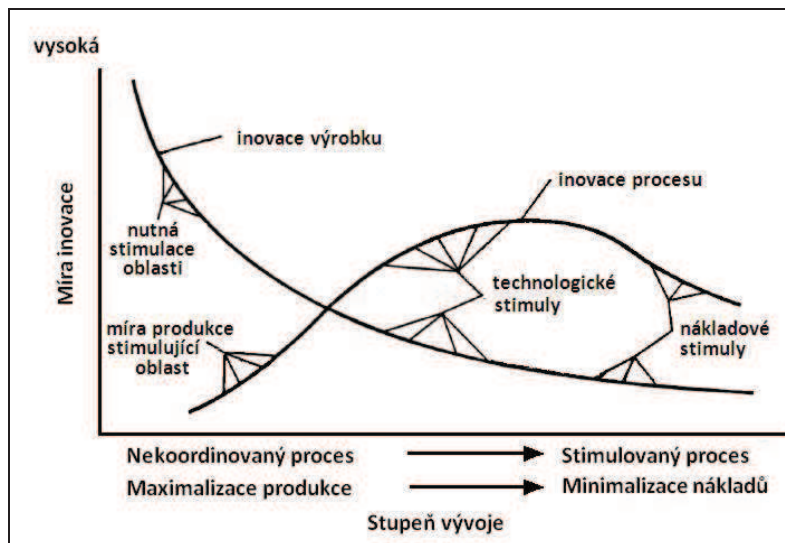 vysoká
inovace výrobku
inovace procesu
nutná
stimulace
oblasti
technologické
stimuly
míra produkce
stimulující
oblast
nákladové
stimuly
Míra inovace
Nekoordinovaný proces
Stimulovaný proces
Maximalizace produkce
Minimalizace nákladů
Stupeň vývoje